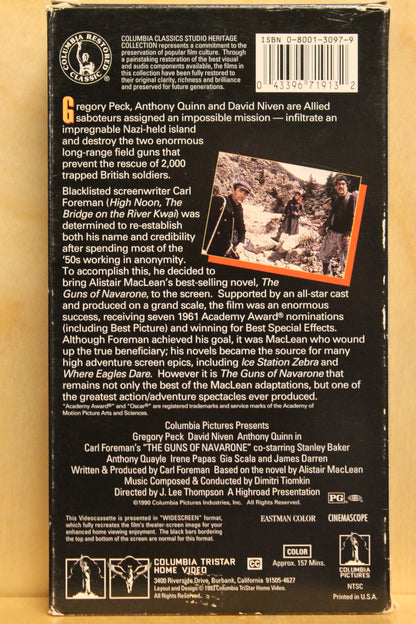 COLUMBIA RESTORED
CLASSIC
COLUMBIA CLASSICS STUDIO HERITAGE
COLLECTION represents a commitment to the
preservation of popular film culture. Through
a painstaking restoration of the best visual
and audio components available, the films in
this collection have been fully restored to
their original clarity, richness and brilliance
and preserved for future generations.
ISBN 0-8001-3097-9
0 43396 71913 2
Gregory Peck, Anthony Quinn and David Niven are Allied
saboteurs assigned an impossible mission — infiltrate an
impregnable Nazi-held island
and destroy the two enormous
long-range field guns that
prevent the rescue of 2,000
trapped British soldiers.
Blacklisted screenwriter Carl
Foreman (High Noon, The
Bridge on the River Kwai) was
determined to re-establish
both his name and credibility
after spending most of the
'50s working in anonymity.
To accomplish this, he decided to
bring Alistair MacLean's best-selling novel, The
Guns of Navarone, to the screen. Supported by an all-star cast
and produced on a grand scale, the film was an enormous
success, receiving seven 1961 Academy Award® nominations
(including Best Picture) and winning for Best Special Effects.
Although Foreman achieved his goal, it was MacLean who wound
up the true beneficiary; his novels became the source for many
high adventure screen epics, including Ice Station Zebra and
Where Eagles Dare. However it is The Guns of Navarone that
remains not only the best of the MacLean adaptations, but one of
the greatest action/adventure spectacles ever produced.
"Academy Award®" and "Oscar®" are registered trademarks and service marks of the Academy of
Motion Picture Arts and Sciences.
Columbia Pictures Presents
Gregory Peck David Niven Anthony Quinn in
Carl Foreman's "THE GUNS OF NAVARONE" co-starring Stanley Baker
Anthony Quayle Irene Papas Gia Scala and James Darren
Written & Produced by Carl Foreman Based on the novel by Alistair MacLean
Music Composed & Conducted by Dimitri Tiomkin
Directed by J. Lee Thompson A Highroad Presentation
©1990 Columbia Pictures Industries, Inc. All Rights Reserved.
PG
This Videocassette is presented in "WIDESCREEN" format,
which fully recreates the film's theater-screen image for your
enhanced home viewing enjoyment. The black bars bordering
the top and bottom of the screen are normal for this format.
EASTMAN COLOR
CINEMASCOPE
COLUMBIA TRISTAR
HOME VIDEO
3400 Riverside Drive, Burbank, California 91505-4627
Layout and Design © 1993 Columbia TriStar Home Video.
All Rights Reserved.
CC
COLOR
Approx. 157 Mins.
COLUMBIA
PICTURES
NTSC
Printed in U.S.A.